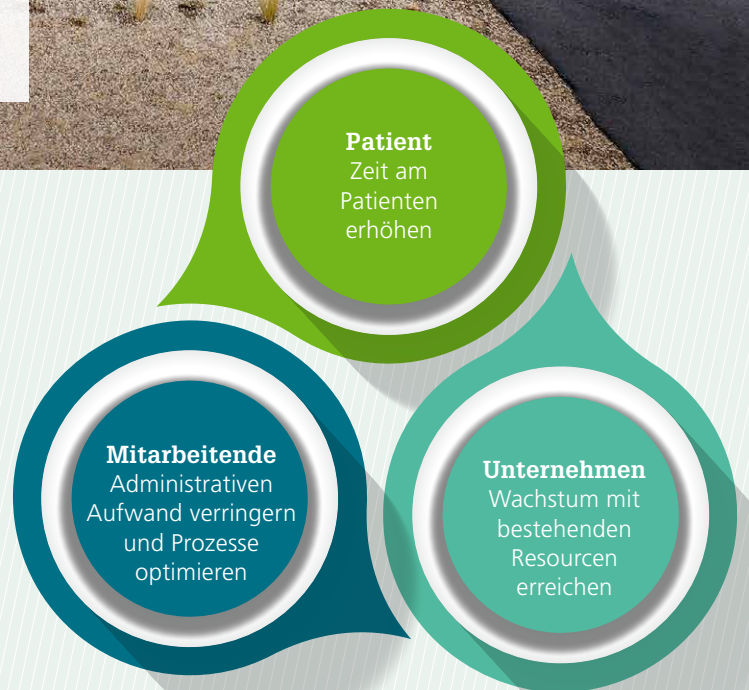 Patient
Zeit am
Patienten
erhöhen
Mitarbeitende
Administrativen
Aufwand verringern
und Prozesse
optimieren
Unternehmen
Wachstum mit
bestehenden
Resourcen
erreichen